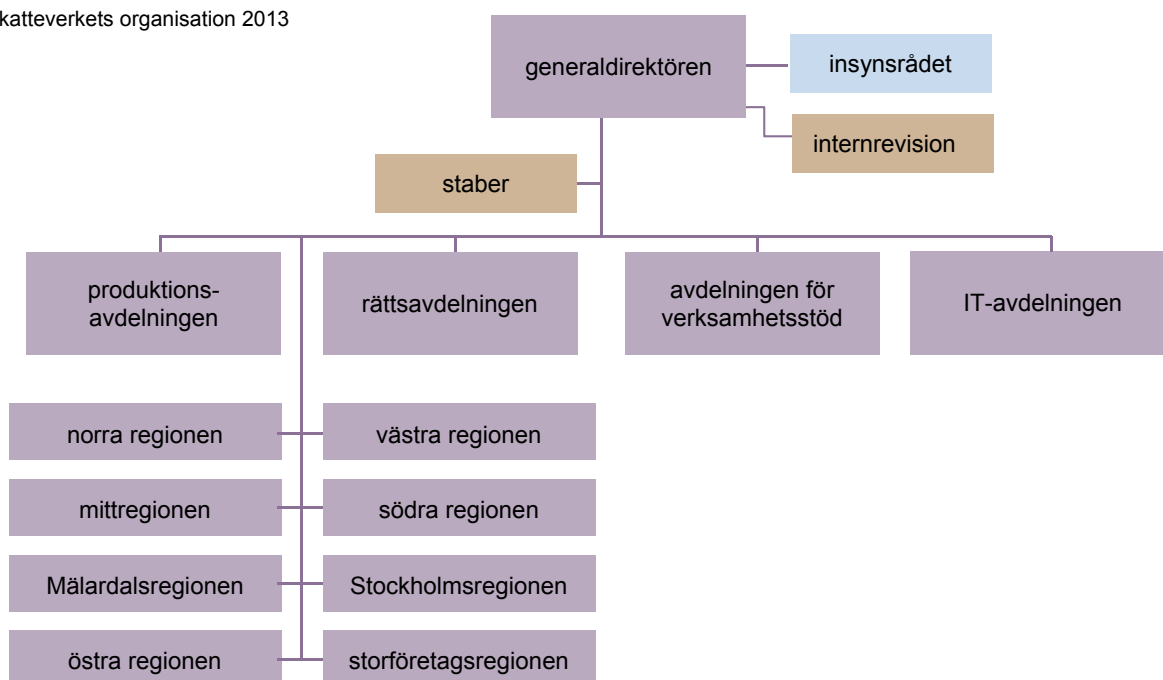 katteverkets organisation 2013
generaldirektören
insynsrådet
internrevision
staber
produktions-
avdelningen
rättsavdelningen
avdelningen för
verksamhetsstöd
IT-avdelningen
norra regionen
västra regionen
mittregionen
södra regionen
Mälardalsregionen
Stockholmsregionen
östra regionen
storföretagsregionen